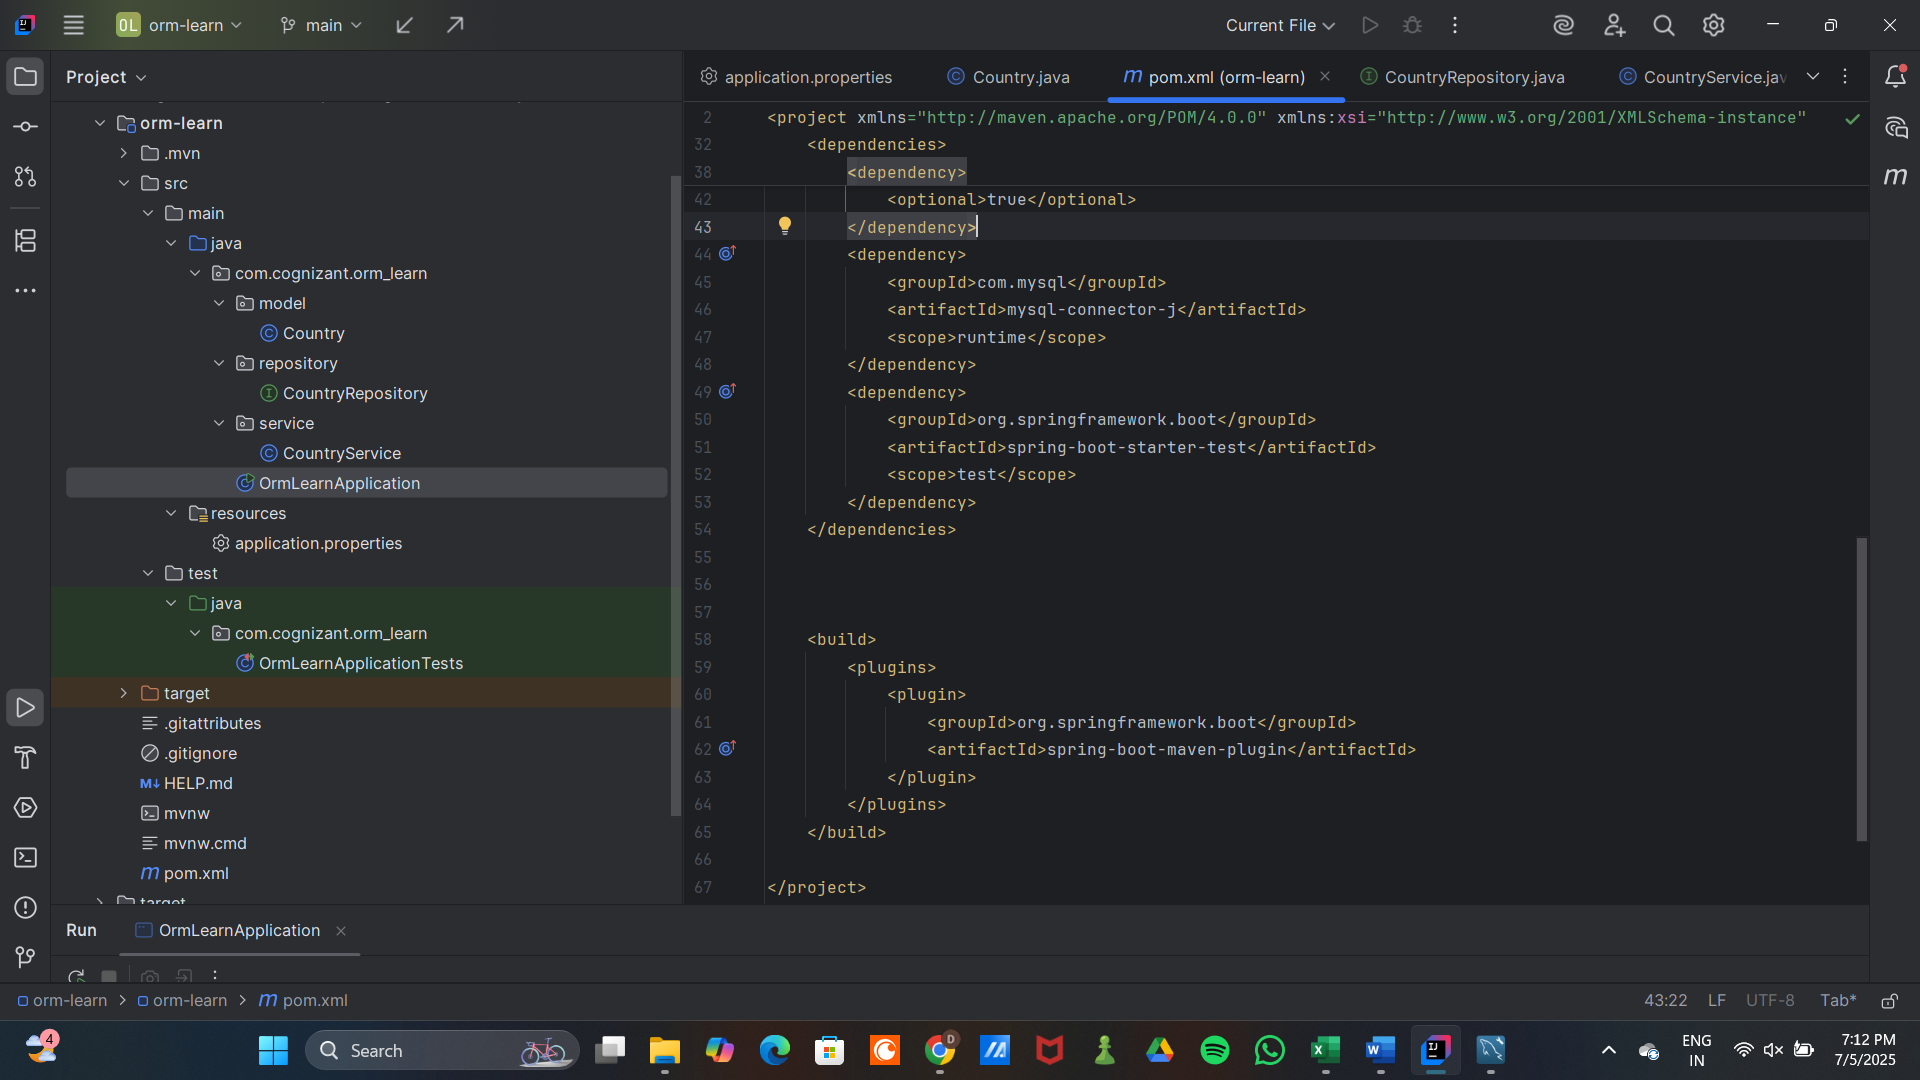 OL orm-learn main Current File
Project
orm-learn
.mvn
src
main
java
com.cognizant.orm_learn
model
Country
repository
CountryRepository
service
CountryService
OrmLearnApplication
resources
application.properties
test
java
com.cognizant.orm_learn
OrmLearnApplicationTests
target
.gitattributes
.gitignore
M↓ HELP.md
mvnw
mvnw.cmd
m pom.xml
target
application.properties Country.java m pom.xml (orm-learn) CountryRepository.java CountryService.jav
2 <project xmlns="http://maven.apache.org/POM/4.0.0" xmlns:xsi="http://www.w3.org/2001/XMLSchema-instance"
32 <dependencies>
38 <dependency>
42 <optional>true</optional>
43 </dependency>
44 <dependency>
45 <groupId>com.mysql</groupId>
46 <artifactId>mysql-connector-j</artifactId>
47 <scope>runtime</scope>
48 </dependency>
49 <dependency>
50 <groupId>org.springframework.boot</groupId>
51 <artifactId>spring-boot-starter-test</artifactId>
52 <scope>test</scope>
53 </dependency>
54 </dependencies>
55
56
57
58 <build>
59 <plugins>
60 <plugin>
61 <groupId>org.springframework.boot</groupId>
62 <artifactId>spring-boot-maven-plugin</artifactId>
63 </plugin>
64 </plugins>
65 </build>
66
67 </project>
Run OrmLearnApplication
orm-learn > orm-learn > m pom.xml 43:22 LF UTF-8 Tab*
4 Search ENG 7:12 PM
IN 7/5/2025